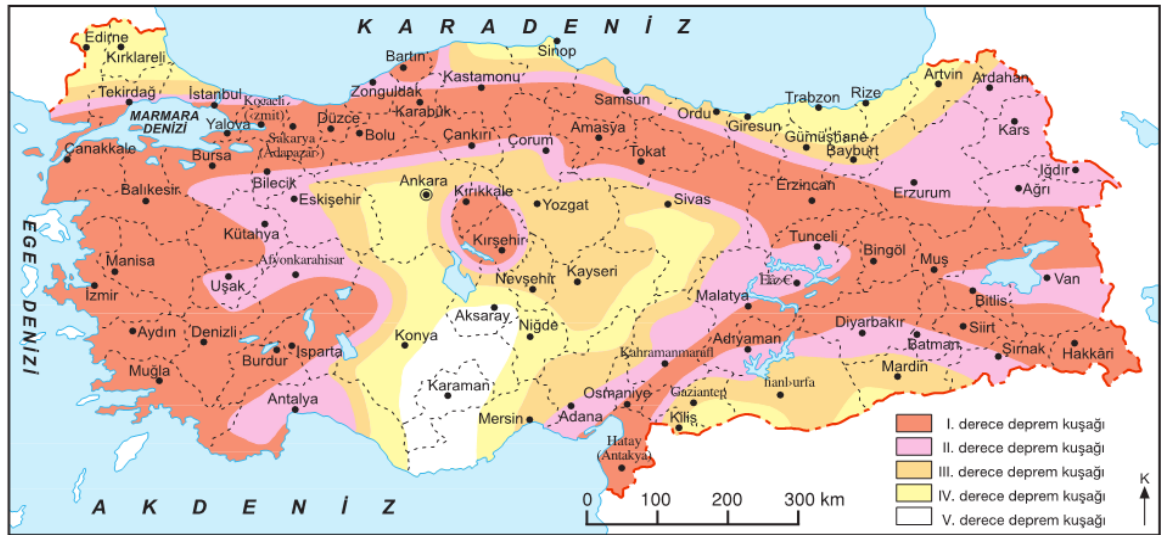 KARADENİZ
Edirne
Kırklareli
Sinop
Bartın
Kastamonu
Artvin
Ardahan
Tekirdağ
İstanbul
Zonguldak
Karabük
Samsun
Ordu
Trabzon
Rize
Giresun
MARMARA
DENİZİ
Yalova
Düzce
Bolu
Sakarya
Çankırı
Çorum
Amasya
Tokat
Gümüşhane
Bayburt
Kars
Çanakkale
Bursa
Bilecik
Iğdır
Ağrı
Balıkesir
Eskişehir
Ankara
Kırıkkale
Yozgat
Sivas
Erzincan
Erzurum
EGE DENİZİ
Kütahya
Kırşehir
Tunceli
Bingöl
Muş
Manisa
Afyonkarahisar
Uşak
Nevşehir
Kayseri
Van
İzmir
Malatya
Bitlis
Aksaray
Niğde
Aydın
Denizli
Burdur
Isparta
Konya
Adıyaman
Diyarbakır
Batman
Siirt
Şırnak
Hakkâri
Muğla
Karaman
Mardin
Antalya
Mersin
Adana
Osmaniye
Gaziantep
Kilis
Hatay
(Antakya)
AKDENİZ
0 100 200 300 km
I. derece deprem kuşağı
II. derece deprem kuşağı
III. derece deprem kuşağı
IV. derece deprem kuşağı
V. derece deprem kuşağı
K